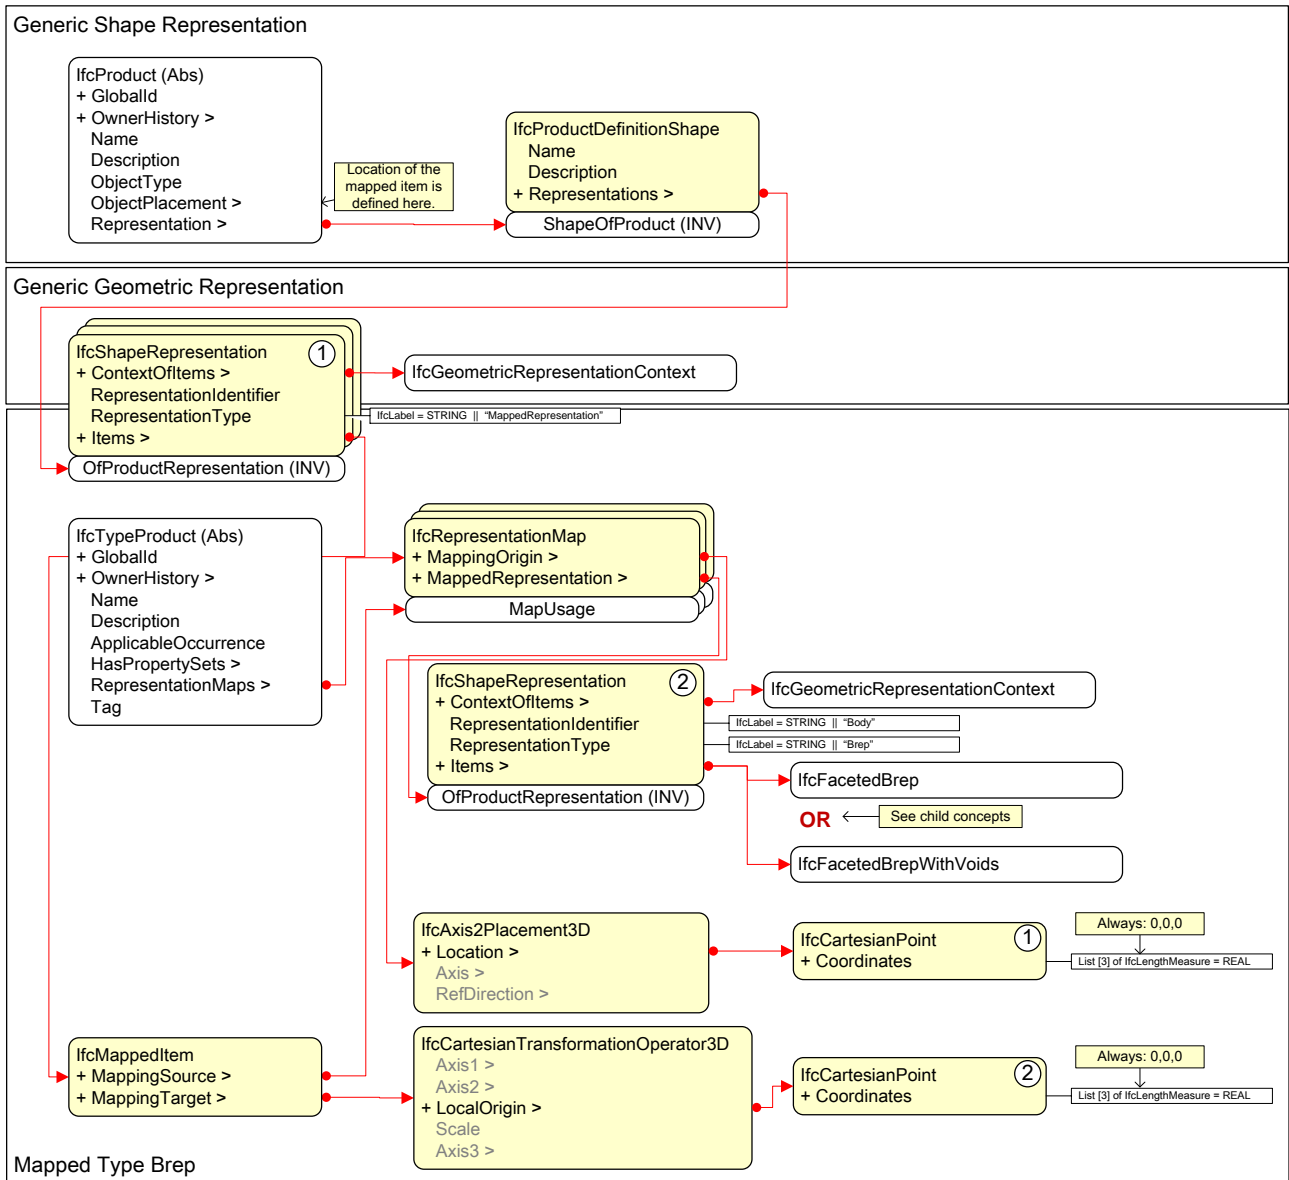 Generic Shape Representation
IfcProduct (Abs)
+ GlobalId
+ OwnerHistory >
Name
Description
ObjectType
ObjectPlacement >
Representation >
Location of the
mapped item is
defined here.
IfcProductDefinitionShape
Name
Description
+ Representations >
ShapeOfProduct (INV)
Generic Geometric Representation
IfcShapeRepresentation
1
+ ContextOfItems >
RepresentationIdentifier
RepresentationType
+ Items >
OfProductRepresentation (INV)
IfcGeometricRepresentationContext
IfcLabel = STRING || “MappedRepresentation”
IfcTypeProduct (Abs)
+ GlobalId
+ OwnerHistory >
Name
Description
ApplicableOccurrence
HasPropertySets >
RepresentationMaps >
Tag
IfcRepresentationMap
+ MappingOrigin >
+ MappedRepresentation >
MapUsage
IfcShapeRepresentation
2
+ ContextOfItems >
RepresentationIdentifier
RepresentationType
+ Items >
OfProductRepresentation (INV)
IfcGeometricRepresentationContext
IfcLabel = STRING || “Body”
IfcLabel = STRING || “Brep”
IfcFacetedBrep
OR
See child concepts
IfcFacetedBrepWithVoids
IfcAxis2Placement3D
+ Location >
Axis >
RefDirection >
IfcCartesianPoint
1
+ Coordinates
Always: 0,0,0
List [3] of IfcLengthMeasure = REAL
IfcMappedItem
+ MappingSource >
+ MappingTarget >
IfcCartesianTransformationOperator3D
Axis1 >
Axis2 >
+ LocalOrigin >
Scale
Axis3 >
IfcCartesianPoint
2
+ Coordinates
Always: 0,0,0
List [3] of IfcLengthMeasure = REAL
Mapped Type Brep